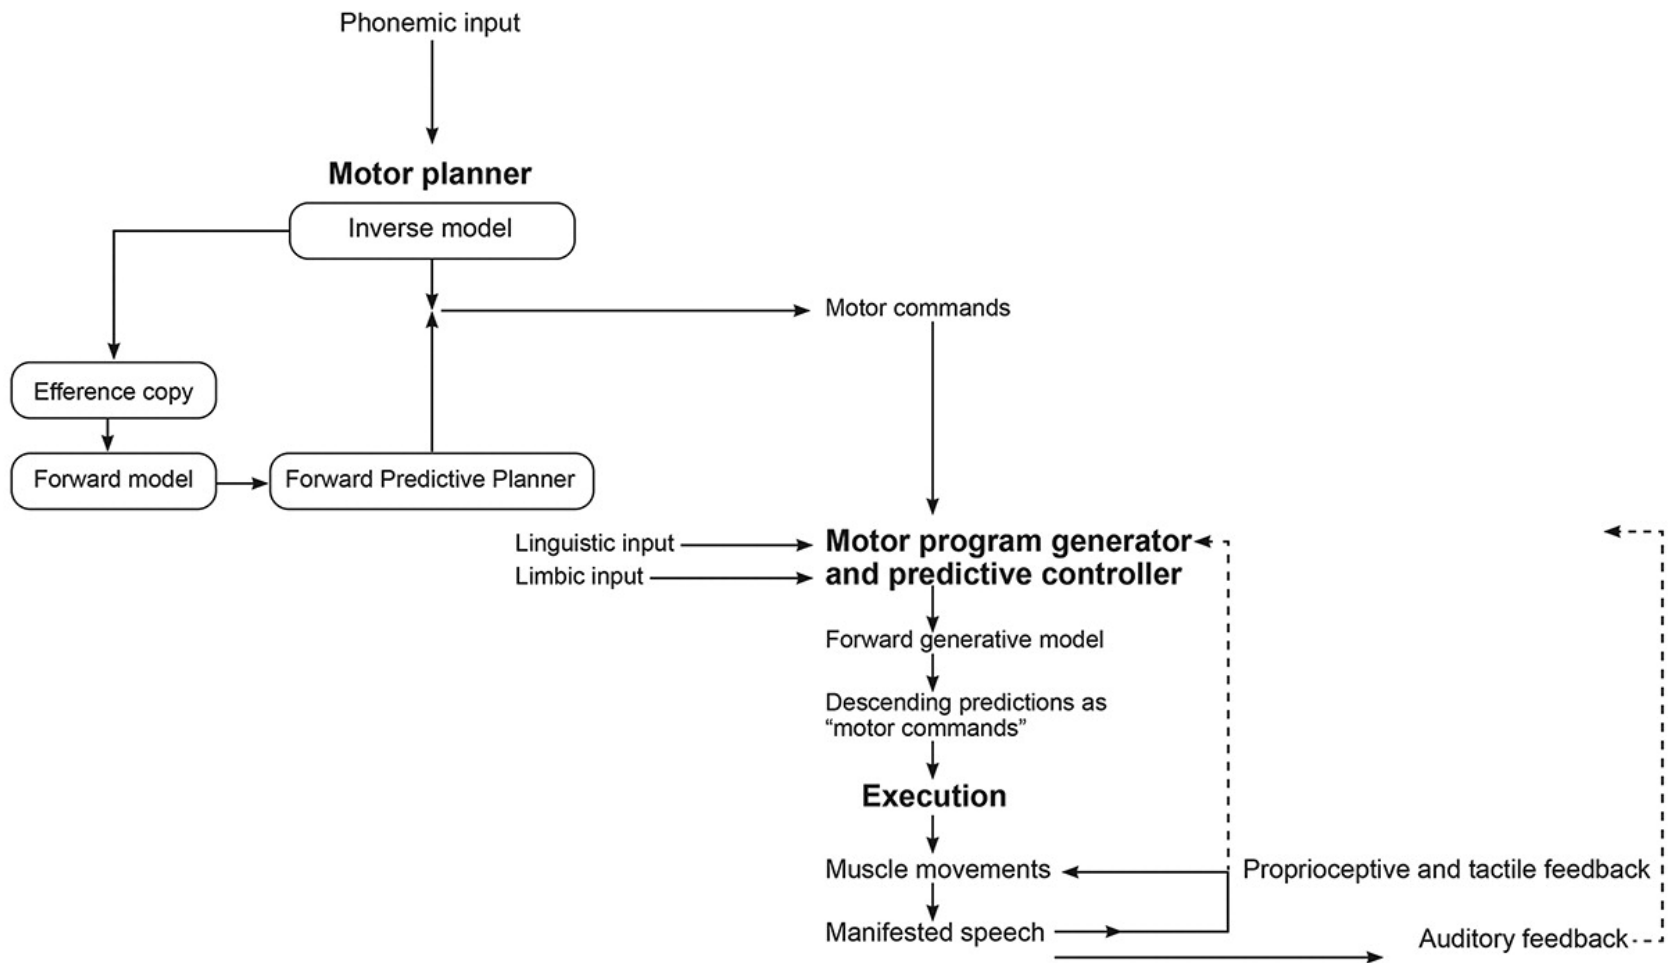 Phonemic input
Motor planner
Inverse model
Motor commands
Efference copy
Forward model
Forward Predictive Planner
Linguistic input
Limbic input
Motor program generator
and predictive controller
Forward generative model
Descending predictions as
“motor commands”
Execution
Muscle movements
Proprioceptive and tactile feedback
Manifested speech
Auditory feedback